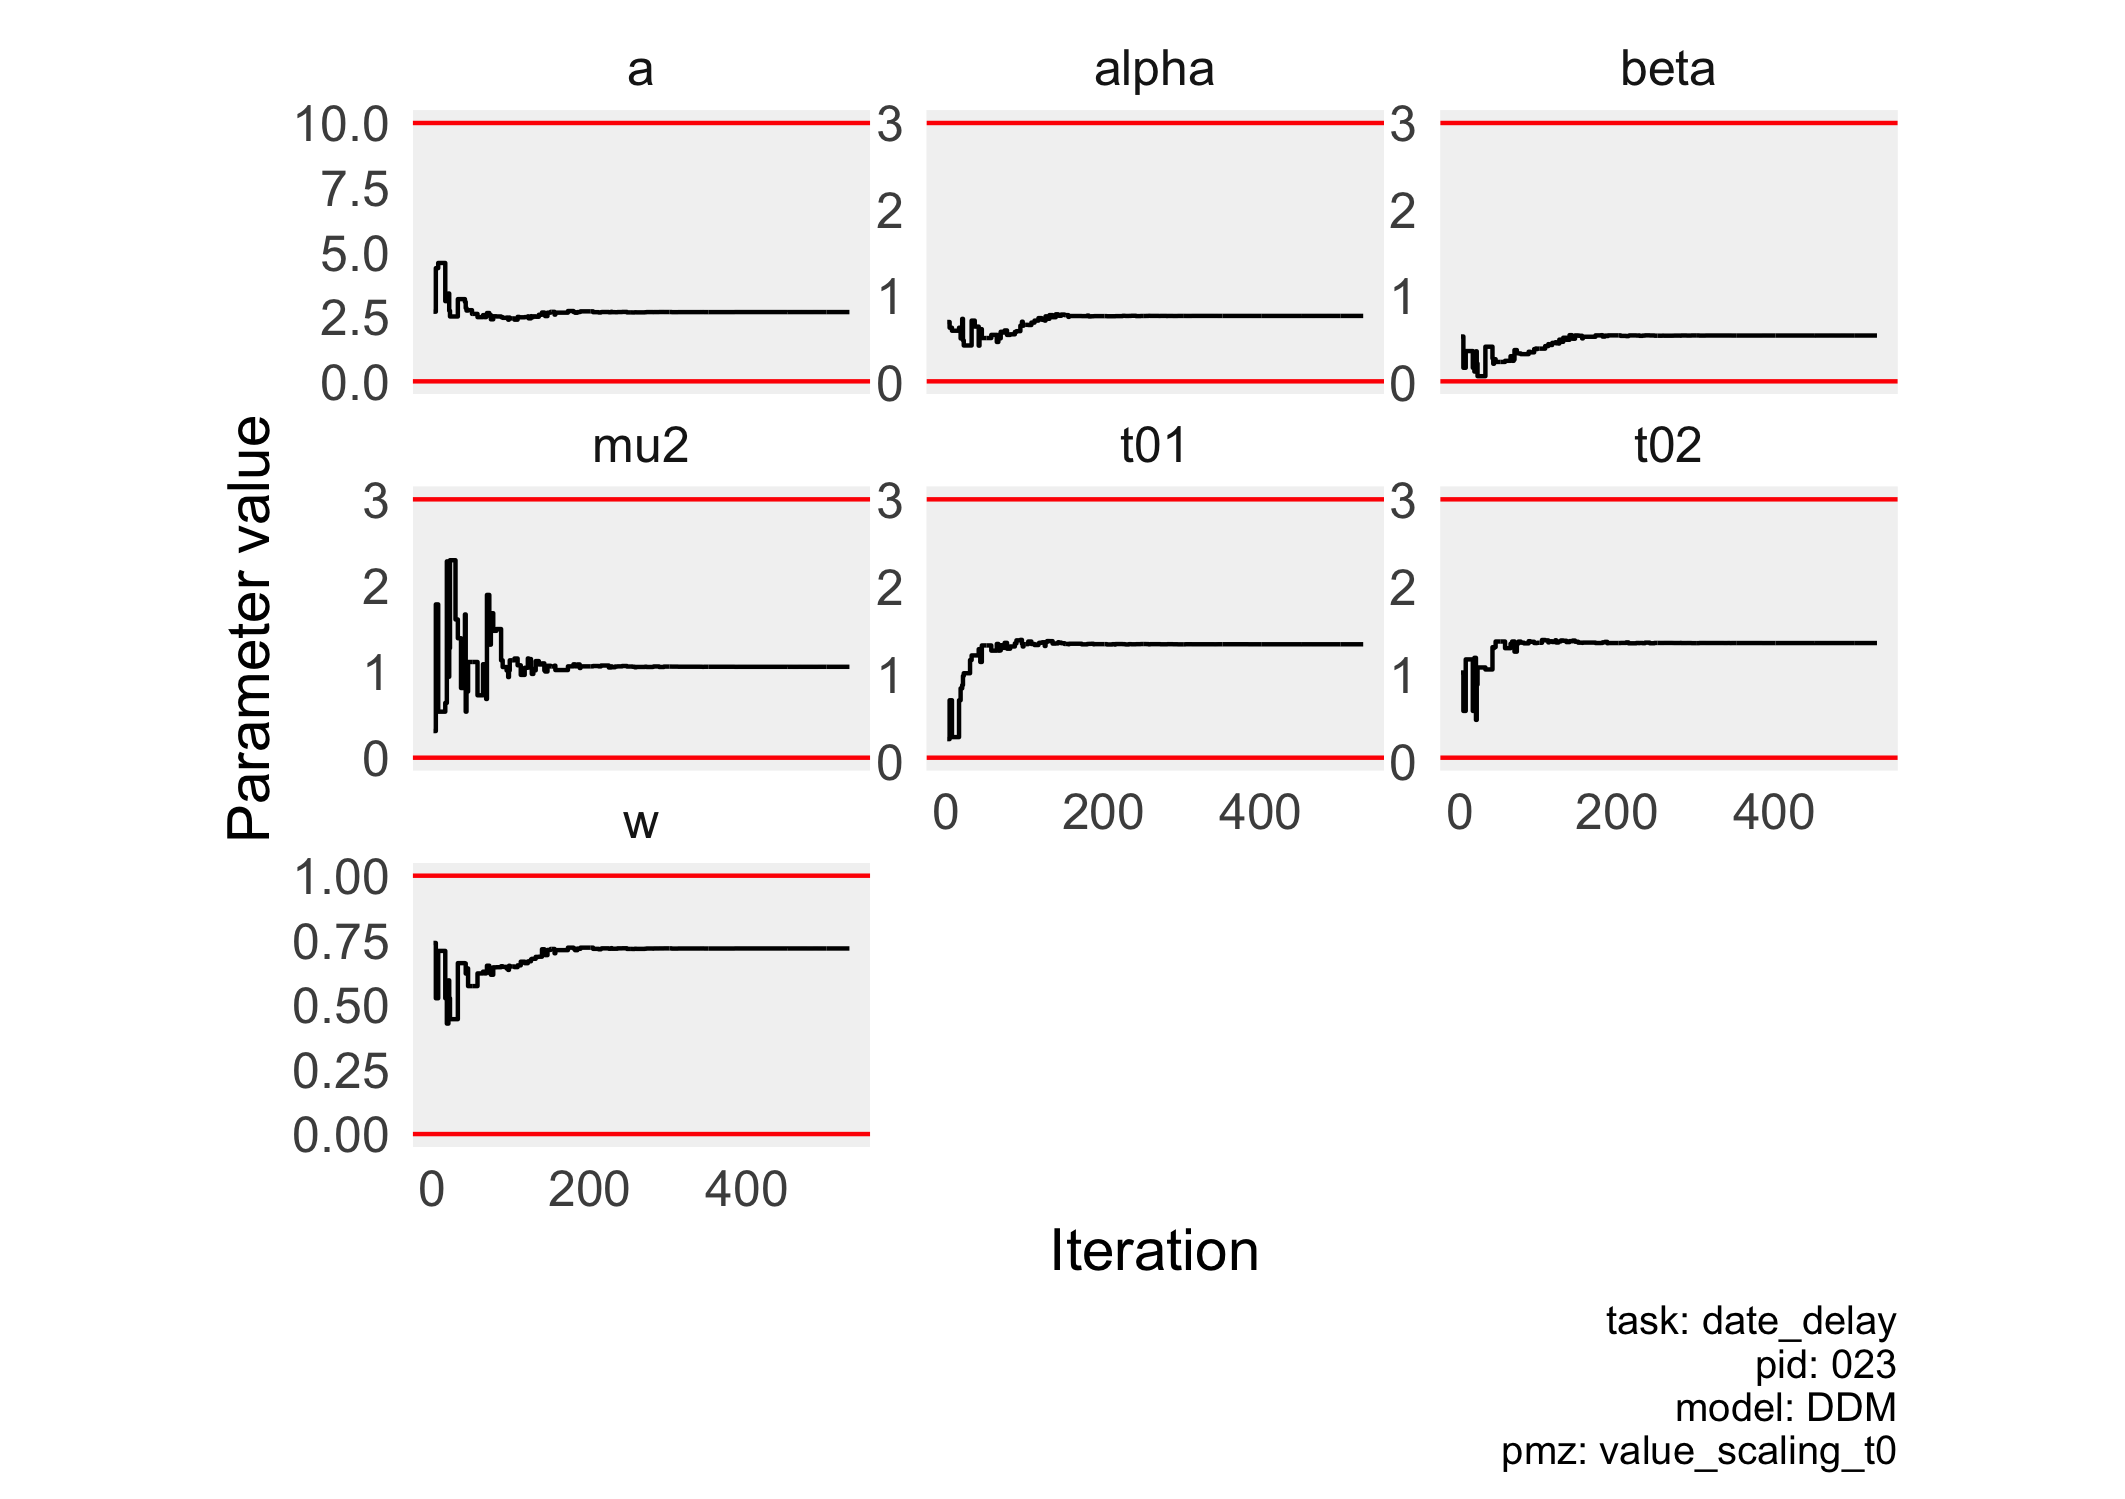 a
alpha
beta
10.0
7.5
5.0
2.5
0.0
3
2
1
0
3
2
1
0
mu2
t01
t02
3
2
1
0
3
2
1
0
3
2
1
0
0 200 400
0 200 400
w
1.00
0.75
0.50
0.25
0.00
0 200 400
Parameter value
Iteration
task: date_delay
pid: 023
model: DDM
pmz: value_scaling_t0